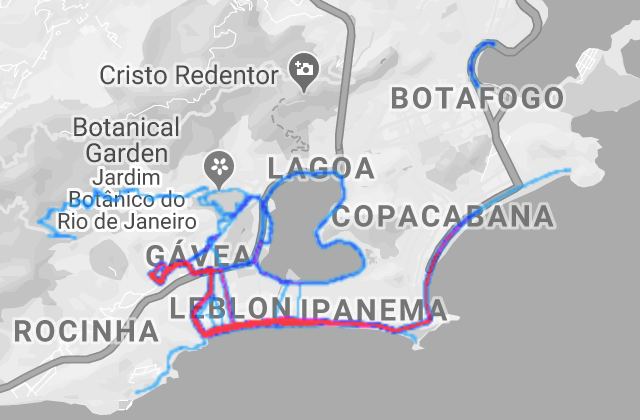 Cristo Redentor
BOTAFOGO
Botanical
Garden
Jardim
Botânico do
Rio de Janeiro
LAGOA
COPACABANA
GÁVEA
LEBLON
IPANEMA
ROCINHA